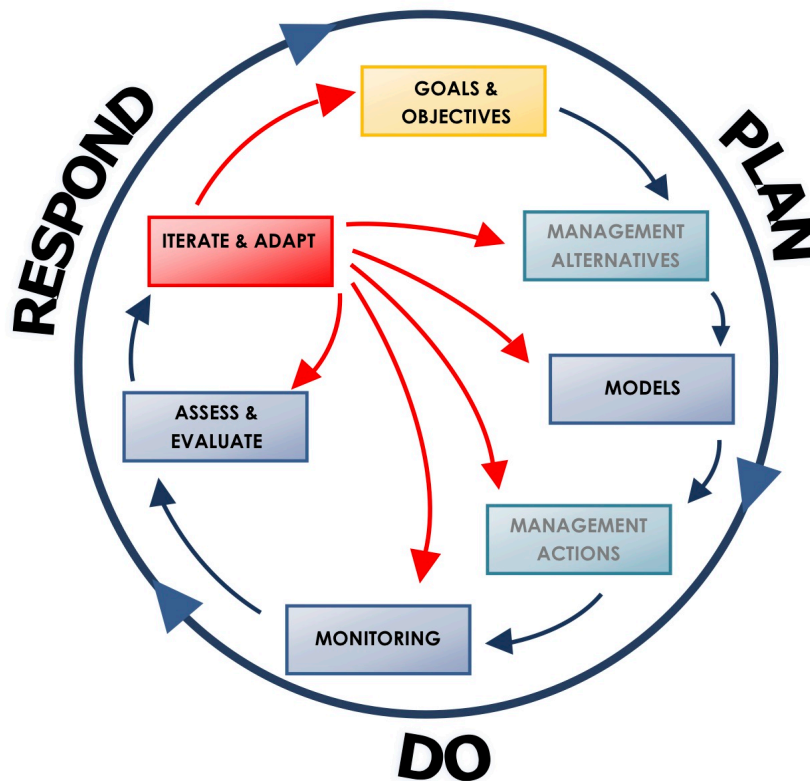 GOALS &
OBJECTIVES
PLAN
MANAGEMENT
ALTERNATIVES
MODELS
MANAGEMENT
ACTIONS
DO
MONITORING
ASSESS &
EVALUATE
RESPOND
ITERATE & ADAPT